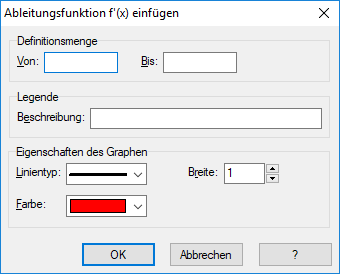 Ableitungsfunktion f'(x) einfügen
Definitionsmenge
Von: Bis:
Legende
Beschreibung:
Eigenschaften des Graphen
Linientyp: Breite: 1
Farbe:
OK Abbrechen ?